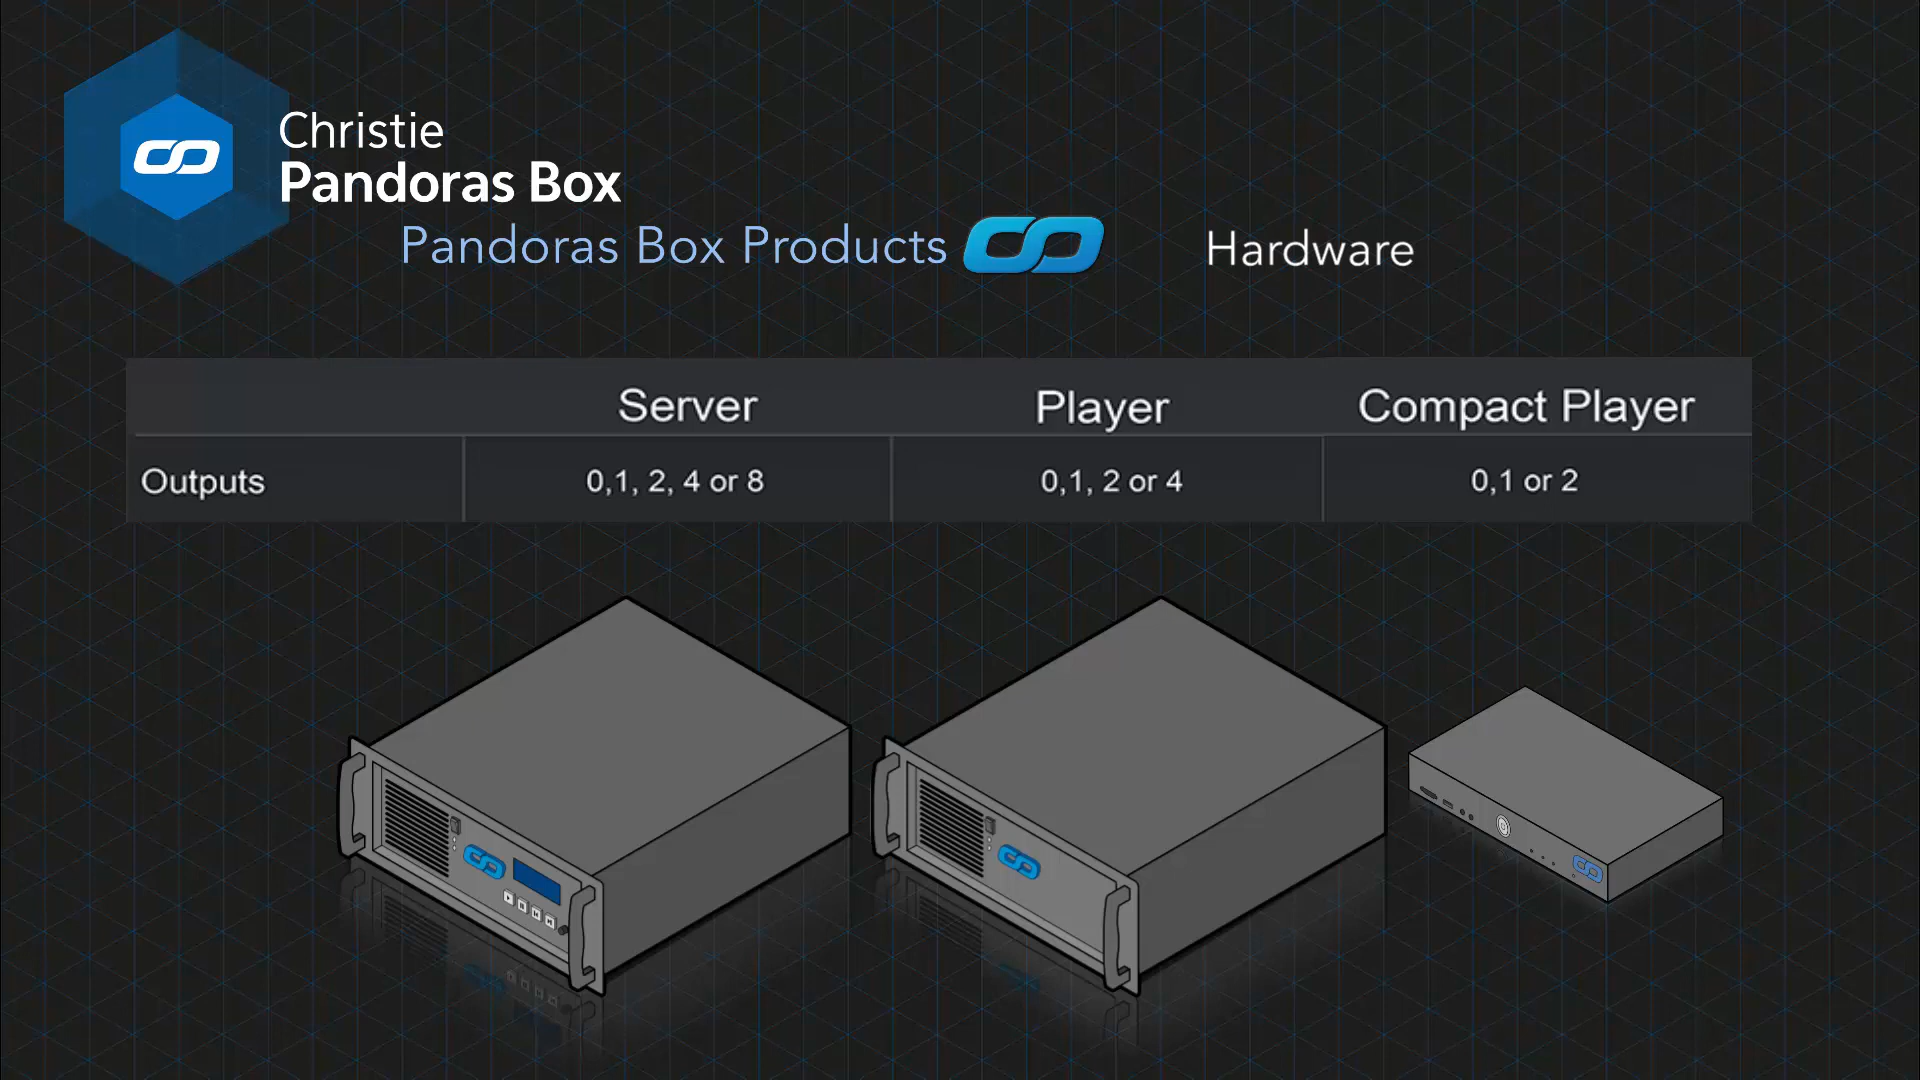 Christie
Pandoras Box
Pandoras Box Products Hardware
Server Player Compact Player
Outputs 0,1, 2, 4 or 8 0,1, 2 or 4 0,1 or 2